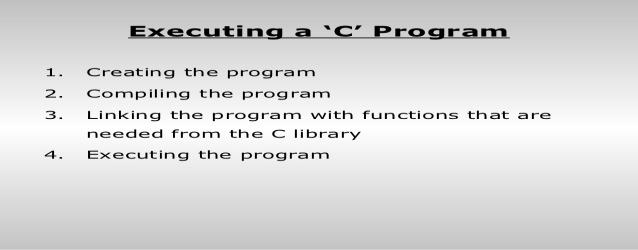 Executing a ‘C’ Program
1. Creating the program
2. Compiling the program
3. Linking the program with functions that are
needed from the C library
4. Executing the program